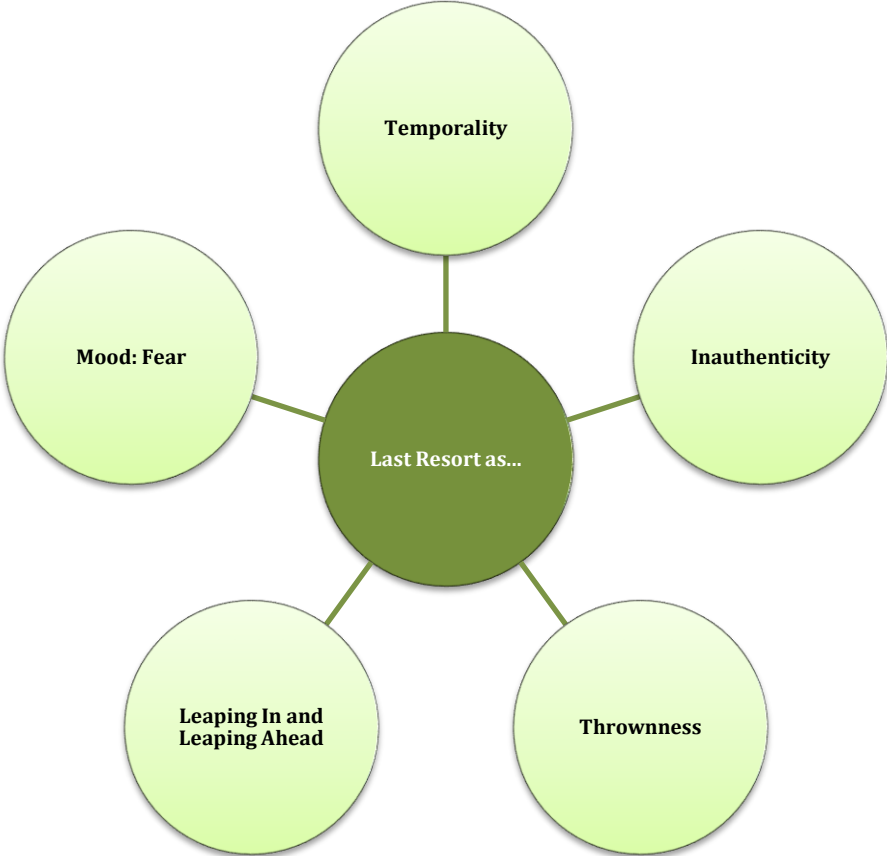 Temporality
Mood: Fear
Inauthenticity
Last Resort as...
Leaping In and
Leaping Ahead
Thrownness